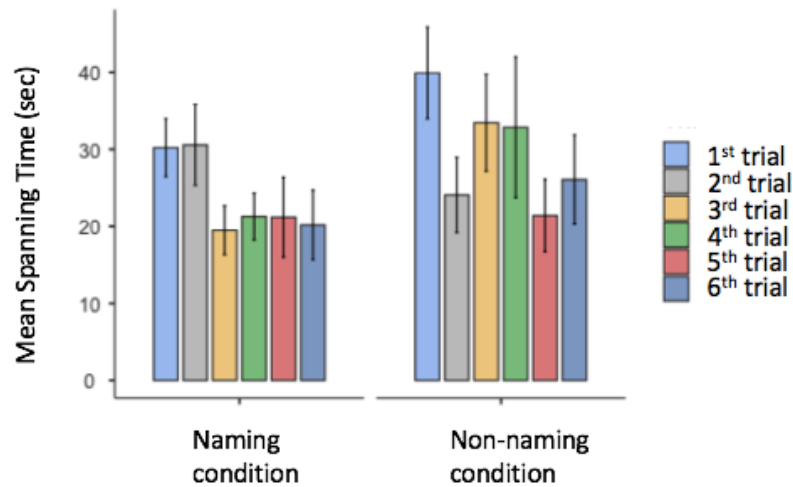 Mean Spanning Time (sec)
40
30
20
10
0
Naming
condition
Non-naming
condition
1st trial
2nd trial
3rd trial
4th trial
5th trial
6th trial